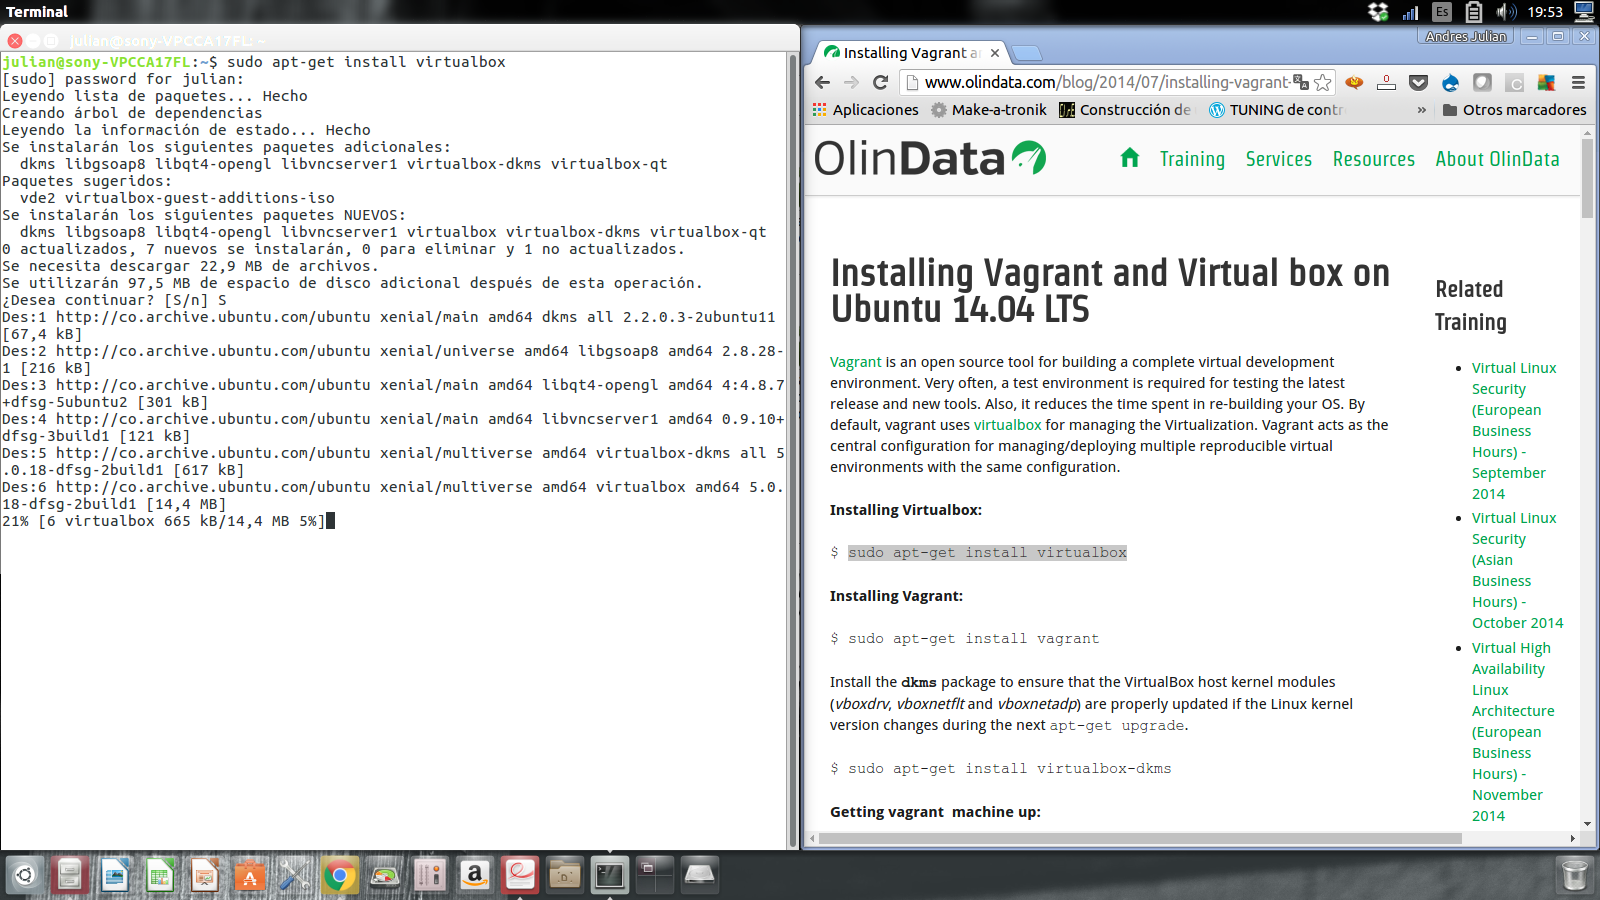 Terminal
Es
19:53
julian@sony-VPCCA17FL: ~
julian@sony-VPCCA17FL:~$ sudo apt-get install virtualbox
[sudo] password for julian:
Leyendo lista de paquetes... Hecho
Creando árbol de dependencias
Leyendo la información de estado... Hecho
Se instalarán los siguientes paquetes adicionales:
dkms libgsoap8 libqt4-opengl libvncserver1 virtualbox-dkms virtualbox-qt
Paquetes sugeridos:
vde2 virtualbox-guest-additions-iso
Se instalarán los siguientes paquetes NUEVOS:
dkms libgsoap8 libqt4-opengl libvncserver1 virtualbox virtualbox-dkms virtualbox-qt
0 actualizados, 7 nuevos se instalarán, 0 para eliminar y 1 no actualizados.
Se necesita descargar 22,9 MB de archivos.
Se utilizarán 97,5 MB de espacio de disco adicional después de esta operación.
¿Desea continuar? [S/n] S
Des:1 http://co.archive.ubuntu.com/ubuntu xenial/main amd64 dkms all 2.2.0.3-2ubuntu11
[67,4 kB]
Des:2 http://co.archive.ubuntu.com/ubuntu xenial/universe amd64 libgsoap8 amd64 2.8.28-
1 [216 kB]
Des:3 http://co.archive.ubuntu.com/ubuntu xenial/main amd64 libqt4-opengl amd64 4:4.8.7
+dfsg-5ubuntu2 [301 kB]
Des:4 http://co.archive.ubuntu.com/ubuntu xenial/main amd64 libvncserver1 amd64 0.9.10+
dfsg-3build1 [121 kB]
Des:5 http://co.archive.ubuntu.com/ubuntu xenial/multiverse amd64 virtualbox-dkms all 5
.0.18-dfsg-2build1 [617 kB]
Des:6 http://co.archive.ubuntu.com/ubuntu xenial/multiverse amd64 virtualbox amd64 5.0.
18-dfsg-2build1 [14,4 MB]
21% [6 virtualbox 665 kB/14,4 MB 5%]
Andres Julian
Installing Vagrant a
www.olindata.com/blog/2014/07/installing-vagrant-
0
Aplicaciones Make-a-tronik Construcción de TUNING de contr » Otros marcadores
OlinData
Training Services Resources About OlinData
Installing Vagrant and Virtual box on
Ubuntu 14.04 LTS
Vagrant is an open source tool for building a complete virtual development
environment. Very often, a test environment is required for testing the latest
release and new tools. Also, it reduces the time spent in re-building your OS. By
default, vagrant uses virtualbox for managing the Virtualization. Vagrant acts as the
central configuration for managing/deploying multiple reproducible virtual
environments with the same configuration.
Installing Virtualbox:
$ sudo apt-get install virtualbox
Installing Vagrant:
$ sudo apt-get install vagrant
Install the dkms package to ensure that the VirtualBox host kernel modules
(vboxdrv, vboxnetflt and vboxnetadp) are properly updated if the Linux kernel
version changes during the next apt-get upgrade.
$ sudo apt-get install virtualbox-dkms
Getting vagrant machine up:
Related
Training
Virtual Linux
Security
(European
Business
Hours) -
September
2014
Virtual Linux
Security
(Asian
Business
Hours) -
October 2014
Virtual High
Availability
Linux
Architecture
(European
Business
Hours) -
November
2014